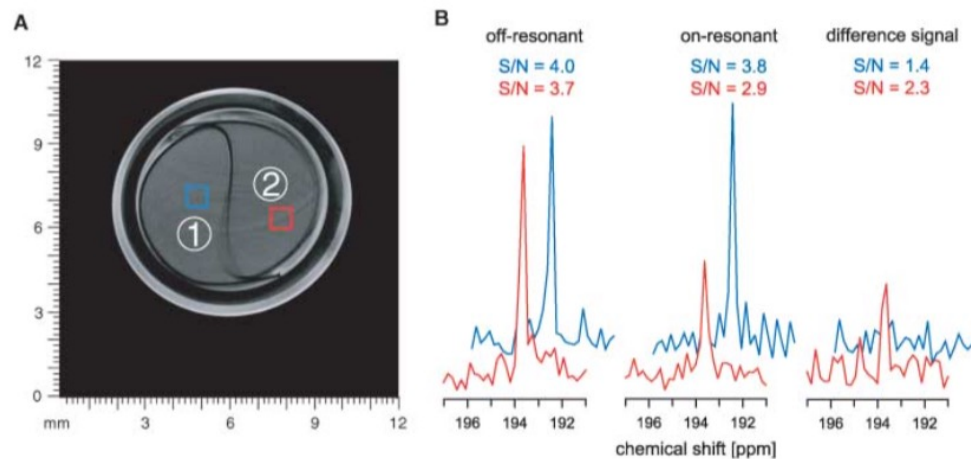 A
12
9
6
3
0
mm
3
6
9
12
①
②
B
off-resonant
S/N = 4.0
S/N = 3.7
on-resonant
S/N = 3.8
S/N = 2.9
difference signal
S/N = 1.4
S/N = 2.3
196
194
192
196
194
192
196
194
192
chemical shift [ppm]